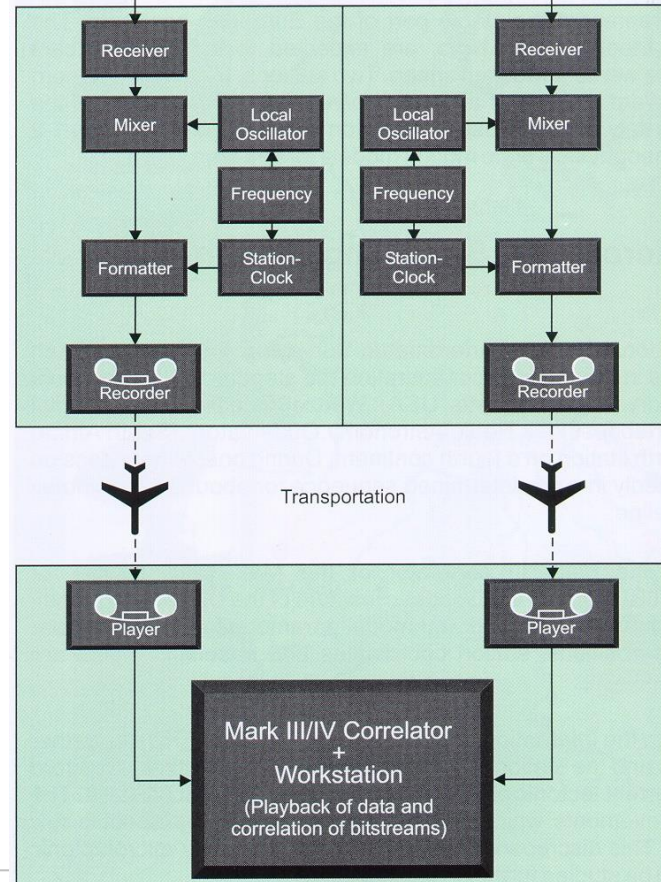 Receiver
Receiver
Mixer
Local
Oscillator
Local
Oscillator
Mixer
Frequency
Frequency
Formatter
Station-
Clock
Station-
Clock
Formatter
Recorder
Recorder
Transportation
Player
Player
Mark III/IV Correlator
+
Workstation
(Playback of data and
correlation of bitstreams)